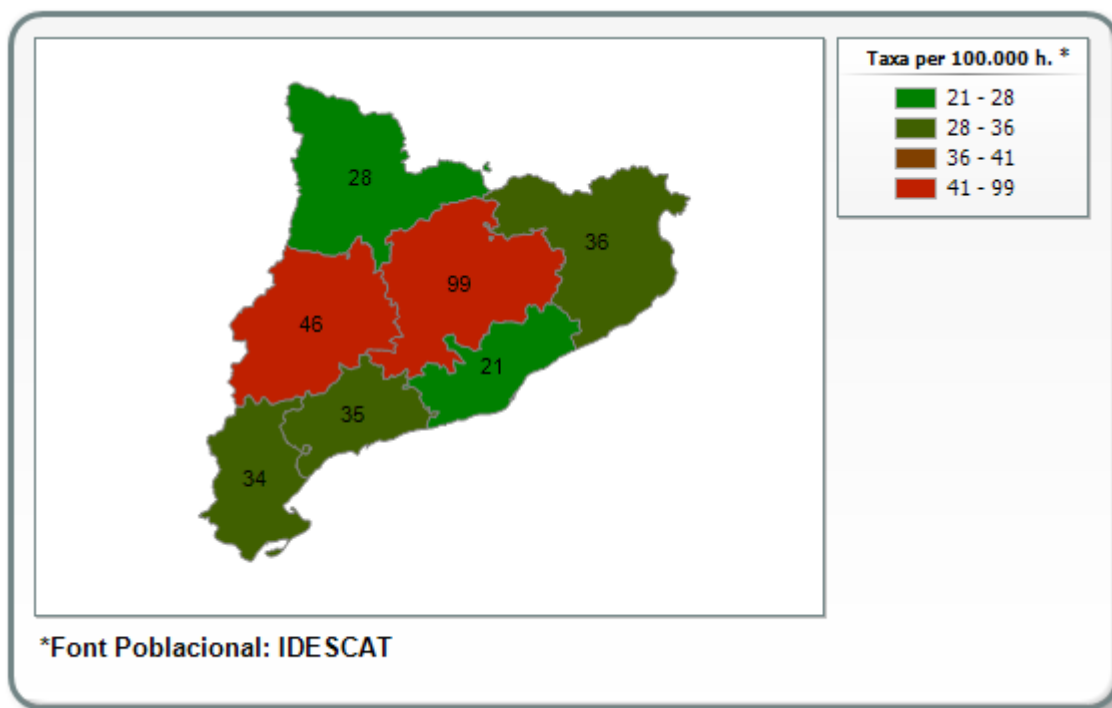 Taxa per 100.000 h. *
21 - 28
28 - 36
36 - 41
41 - 99
28
36
99
46
21
35
34
*Font Poblacional: IDESCAT